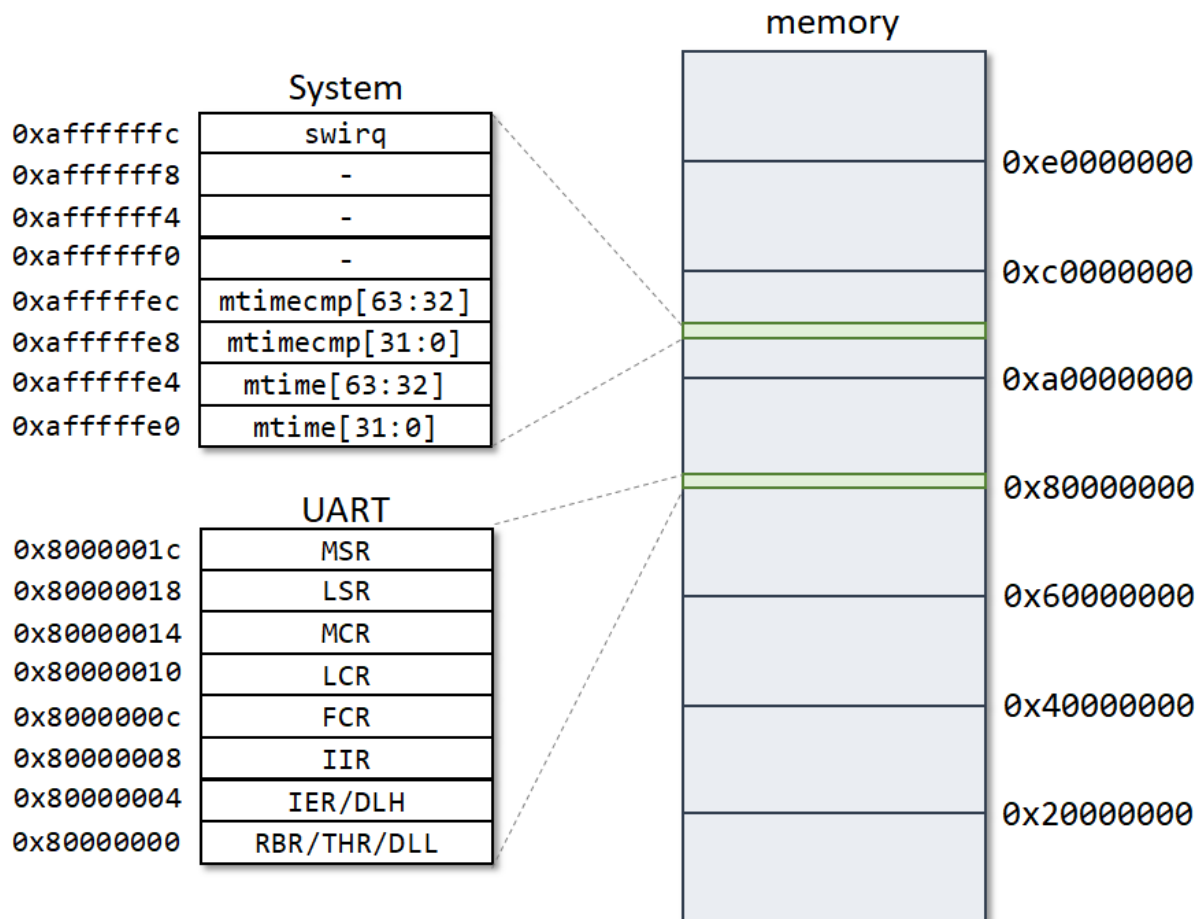 memory
System
0xaffffffc swirq
0xaffffff8 -
0xaffffff4 -
0xaffffff0 -
0xafffffec mtimecmp[63:32]
0xafffffe8 mtimecmp[31:0]
0xafffffe4 mtime[63:32]
0xafffffe0 mtime[31:0]
UART
0x8000001c MSR
0x80000018 LSR
0x80000014 MCR
0x80000010 LCR
0x8000000c FCR
0x80000008 IIR
0x80000004 IER/DLH
0x80000000 RBR/THR/DLL
0xe0000000
0xc0000000
0xa0000000
0x80000000
0x60000000
0x40000000
0x20000000